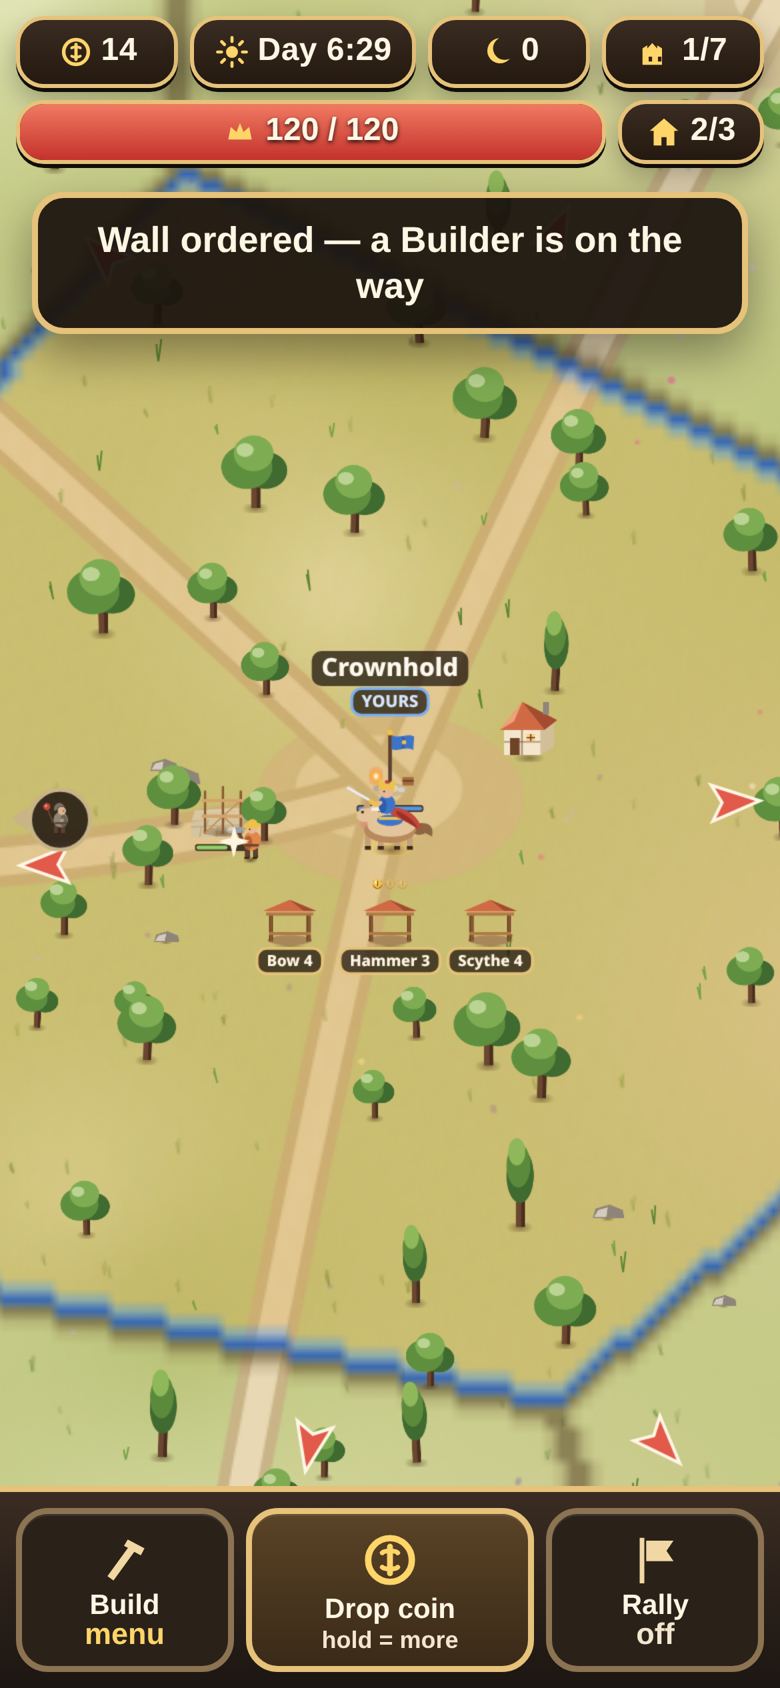 14
Day 6:29
0
1/7
120 / 120
2/3
Wall ordered — a Builder is on the
way
Crownhold
YOURS
Bow 4
Hammer 3
Scythe 4
Build
menu
Drop coin
hold = more
Rally
off